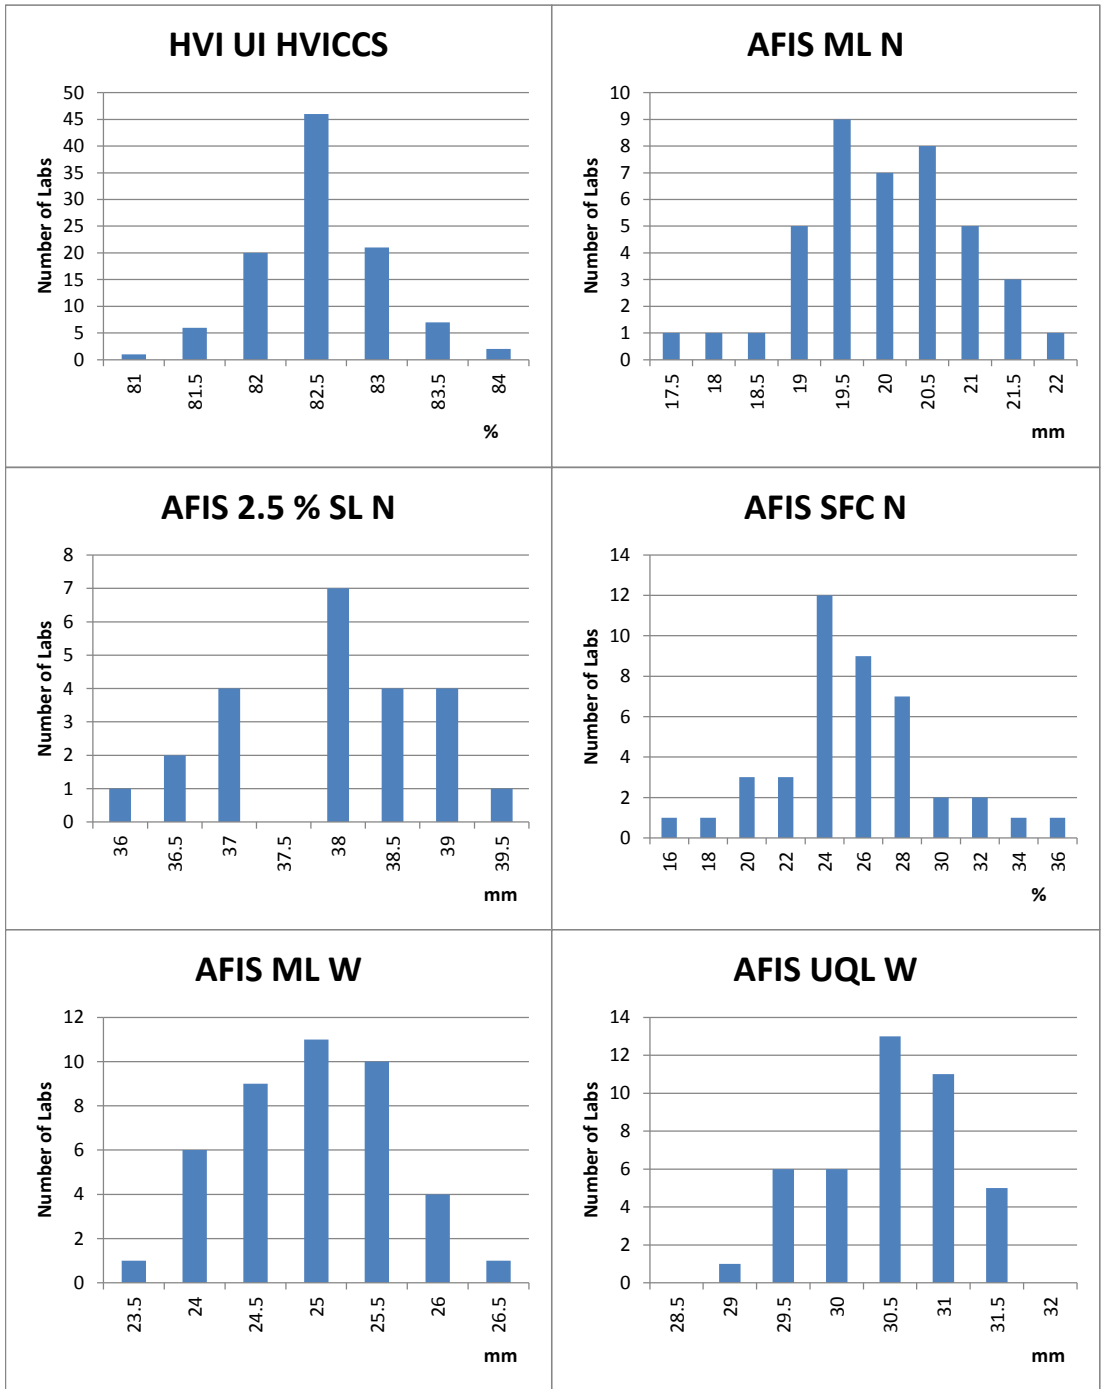 HVI UI HVICCS
Number of Labs
50
45
40
35
30
25
20
15
10
5
0
81 81.5 82 82.5 83 83.5 84
%
AFIS ML N
Number of Labs
10
9
8
7
6
5
4
3
2
1
0
17.5 18 18.5 19 19.5 20 20.5 21 21.5 22
mm
AFIS 2.5 % SL N
Number of Labs
8
7
6
5
4
3
2
1
0
36 36.5 37 37.5 38 38.5 39 39.5
mm
AFIS SFC N
Number of Labs
14
12
10
8
6
4
2
0
16 18 20 22 24 26 28 30 32 34 36
%
AFIS ML W
Number of Labs
12
10
8
6
4
2
0
23.5 24 24.5 25 25.5 26 26.5
mm
AFIS UQL W
Number of Labs
14
12
10
8
6
4
2
0
28.5 29 29.5 30 30.5 31 31.5 32
mm